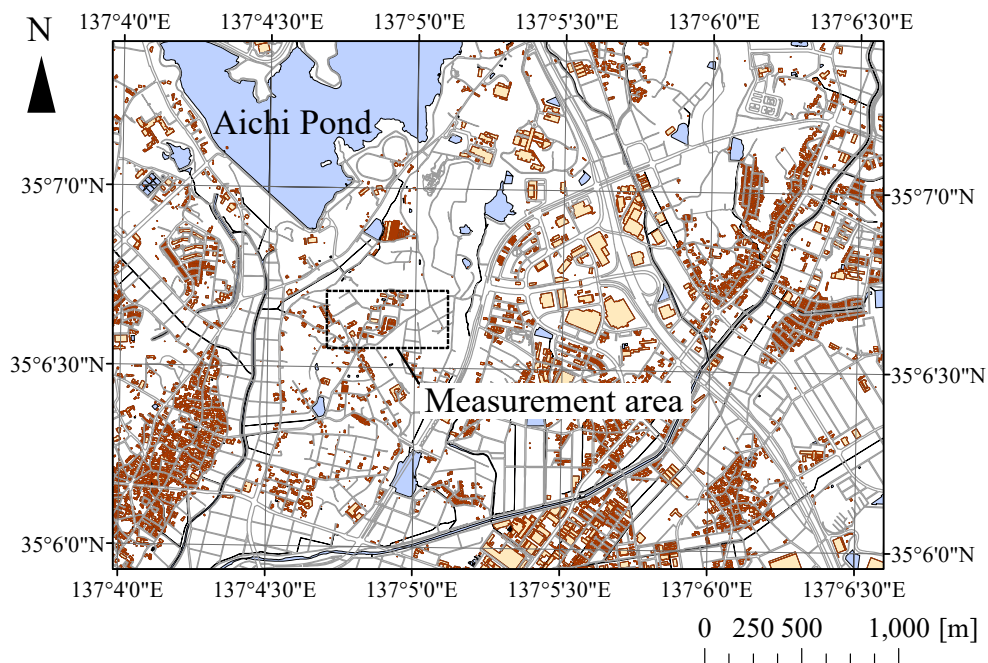 N
137°4'0"E 137°4'30"E 137°5'0"E 137°5'30"E 137°6'0"E 137°6'30"E
Aichi Pond
35°7'0"N 35°7'0"N
35°6'30"N 35°6'30"N
Measurement area
35°6'0"N 35°6'0"N
137°4'0"E 137°4'30"E 137°5'0"E 137°5'30"E 137°6'0"E 137°6'30"E
0 250 500 1,000 [m]